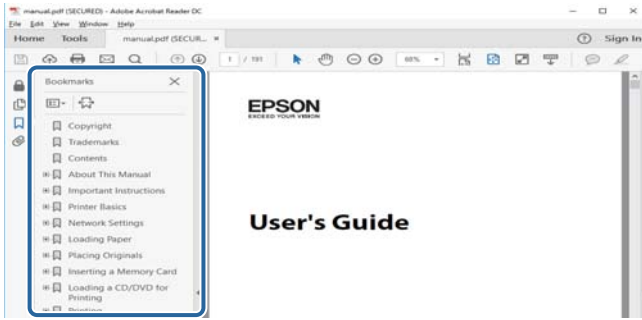 manual.pdf (SECURED) - Adobe Acrobat Reader DC
File Edit View Window Help
Home Tools manual.pdf (SECUR... × Sign In
1 / 191 68%
Bookmarks
Copyright
Trademarks
Contents
About This Manual
Important Instructions
Printer Basics
Network Settings
Loading Paper
Placing Originals
Inserting a Memory Card
Loading a CD/DVD for
Printing
Printing
EPSON
EXCEED YOUR VISION
User's Guide